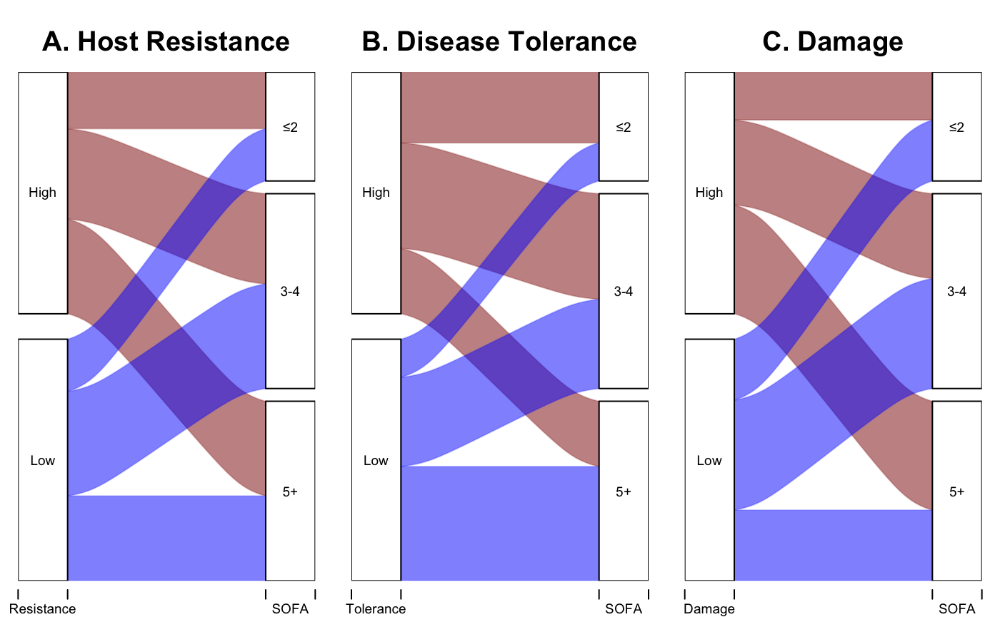 A. Host Resistance
High
Low
≤2
3-4
5+
Resistance
SOFA
B. Disease Tolerance
High
Low
≤2
3-4
5+
Tolerance
SOFA
C. Damage
High
Low
≤2
3-4
5+
Damage
SOFA